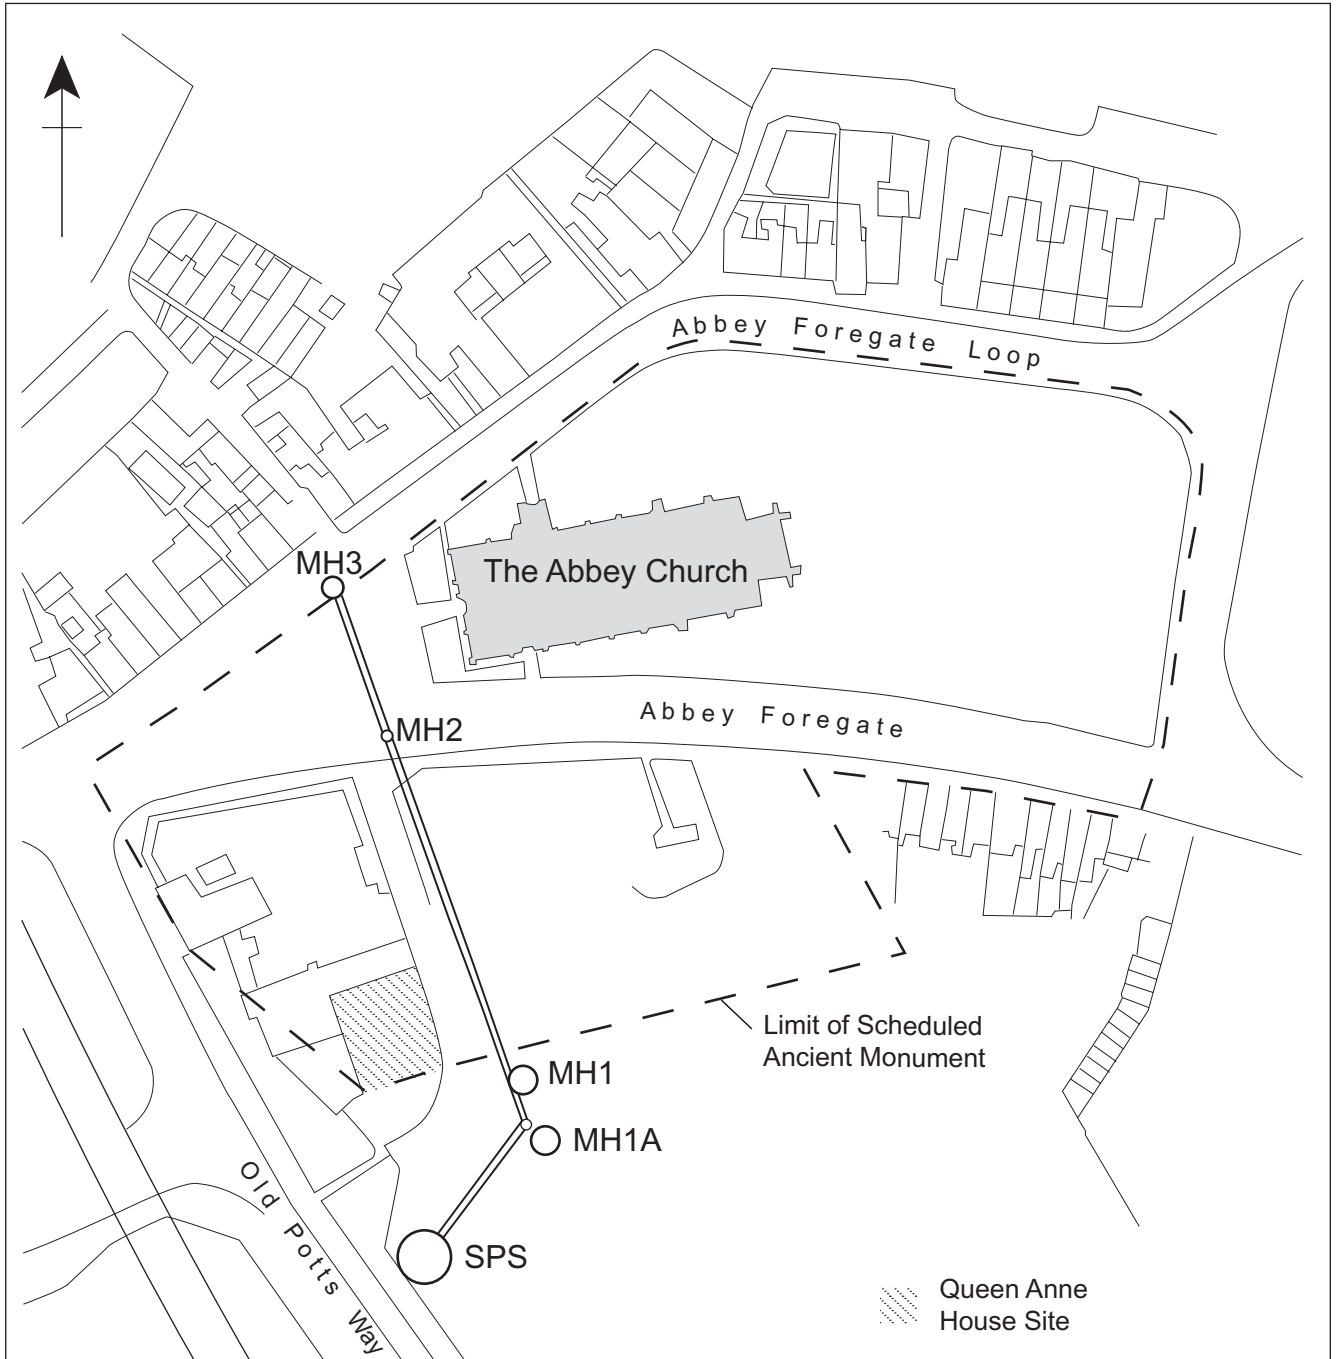 Abbey Foregate Loop
MH3
The Abbey Church
MH2
Abbey Foregate
Limit of Scheduled
Ancient Monument
MH1
MH1A
Old Potts Way
SPS
Queen Anne
House Site